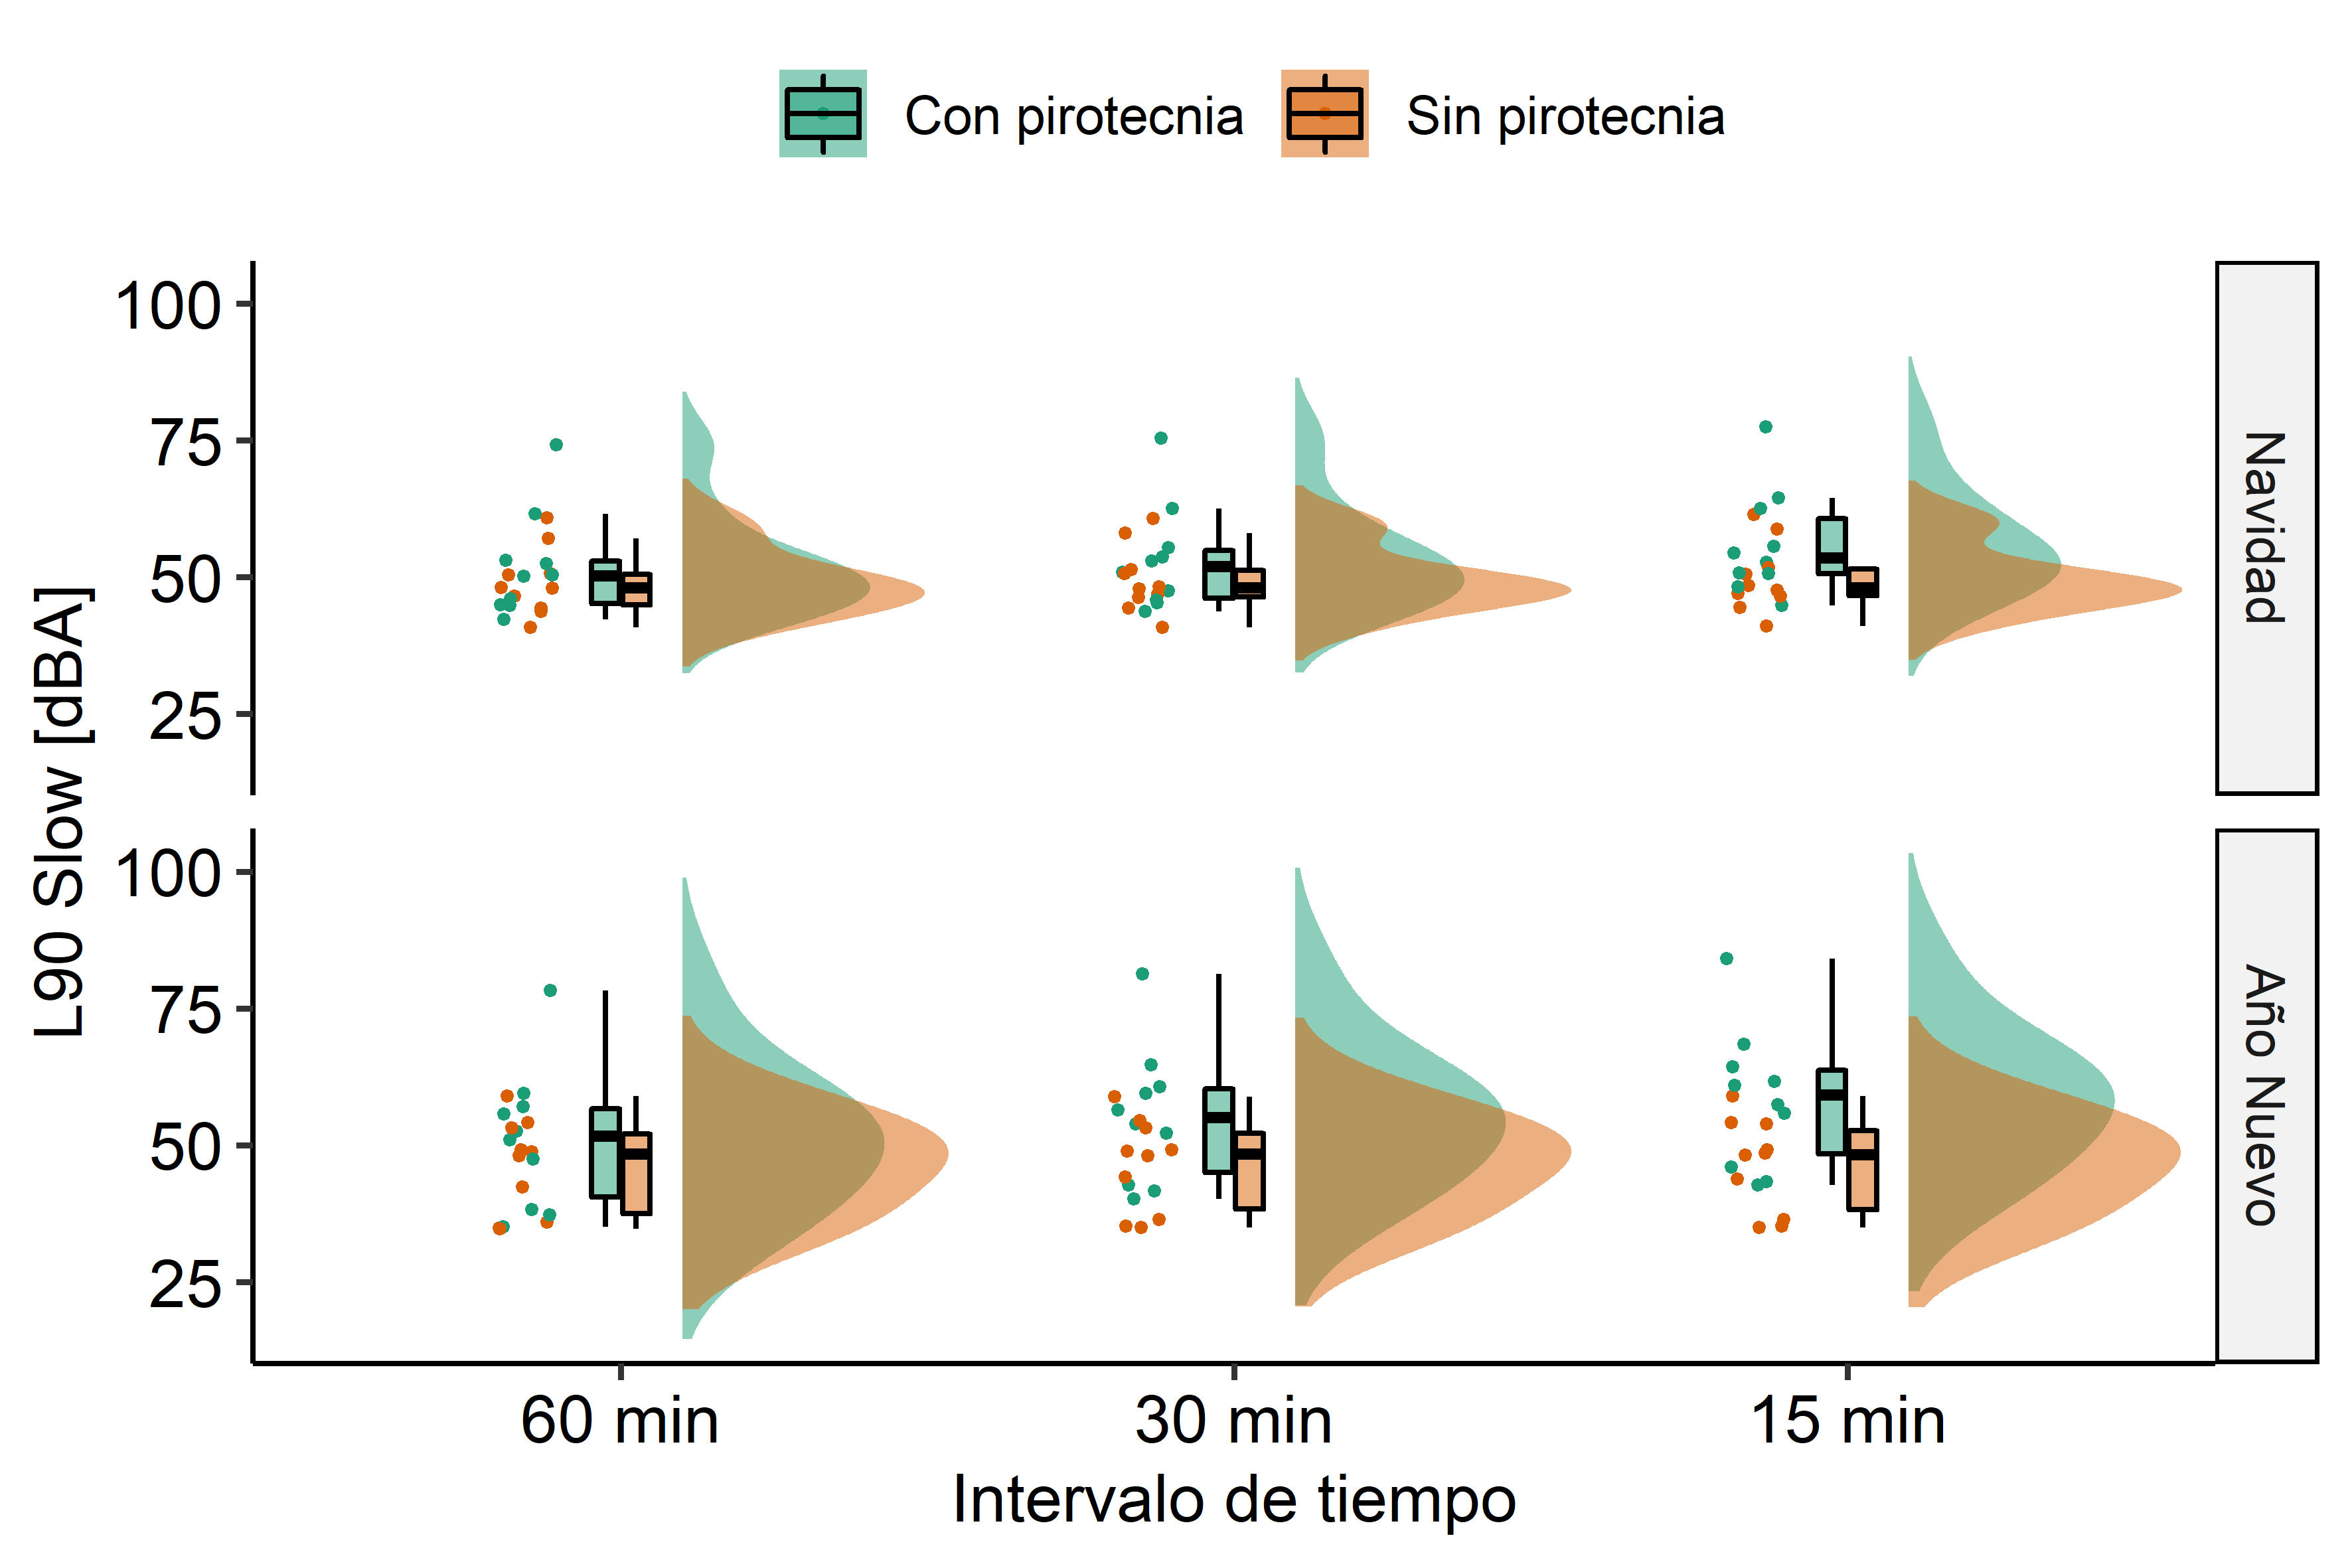 Con pirotecnia
Sin pirotecnia
L90 Slow [dBA]
100
75
50
25
Navidad
100
75
50
25
Año Nuevo
60 min
30 min
15 min
Intervalo de tiempo